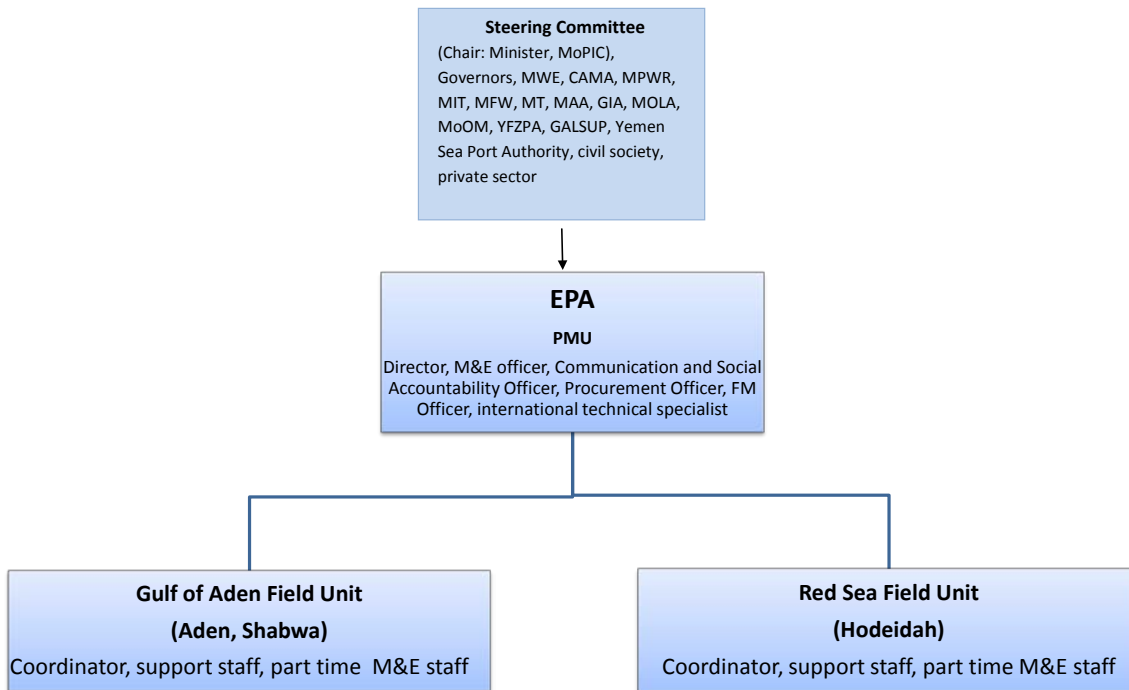 Steering Committee
(Chair: Minister, MoPIC),
Governors, MWE, CAMA, MPWR,
MIT, MFW, MT, MAA, GIA, MOLA,
MoOM, YFZPA, GALSUP, Yemen
Sea Port Authority, civil society,
private sector
EPA
PMU
Director, M&E officer, Communication and Social
Accountability Officer, Procurement Officer, FM
Officer, international technical specialist
Gulf of Aden Field Unit
(Aden, Shabwa)
Coordinator, support staff, part time M&E staff
Red Sea Field Unit
(Hodeidah)
Coordinator, support staff, part time M&E staff